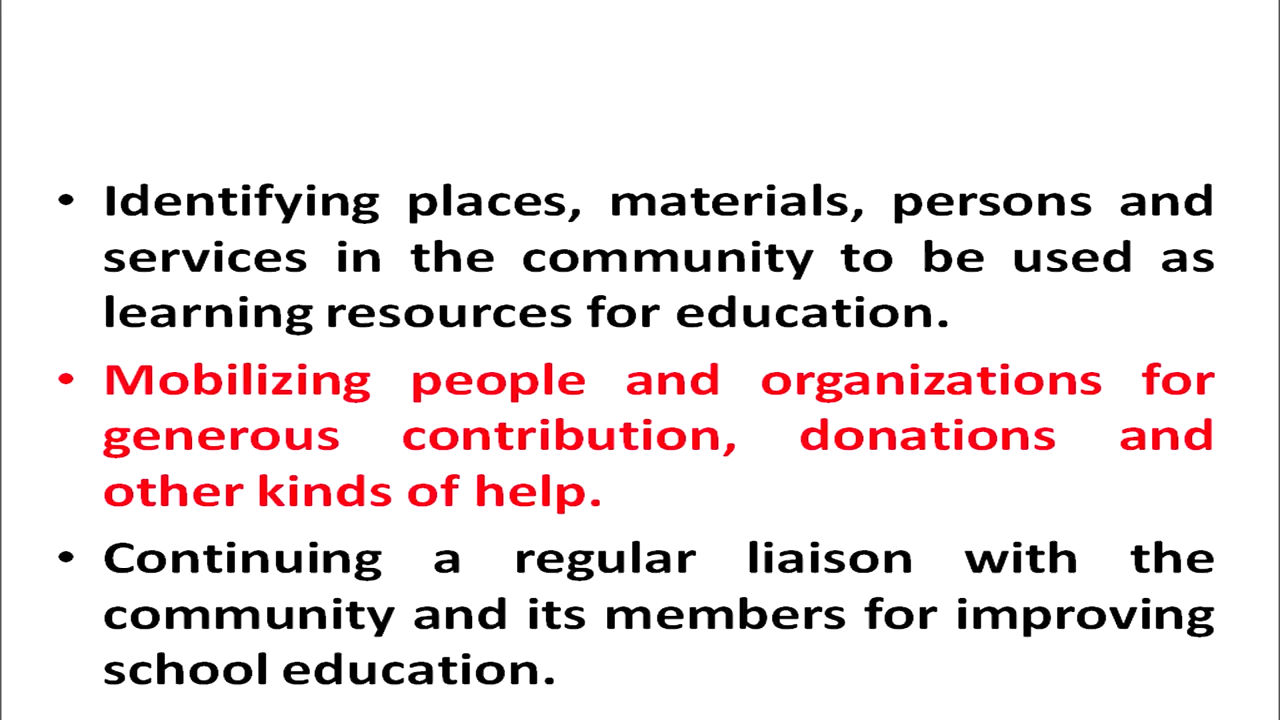 • Identifying places, materials, persons and
services in the community to be used as
learning resources for education.
• Mobilizing people and organizations for
generous contribution, donations and
other kinds of help.
• Continuing a regular liaison with the
community and its members for improving
school education.